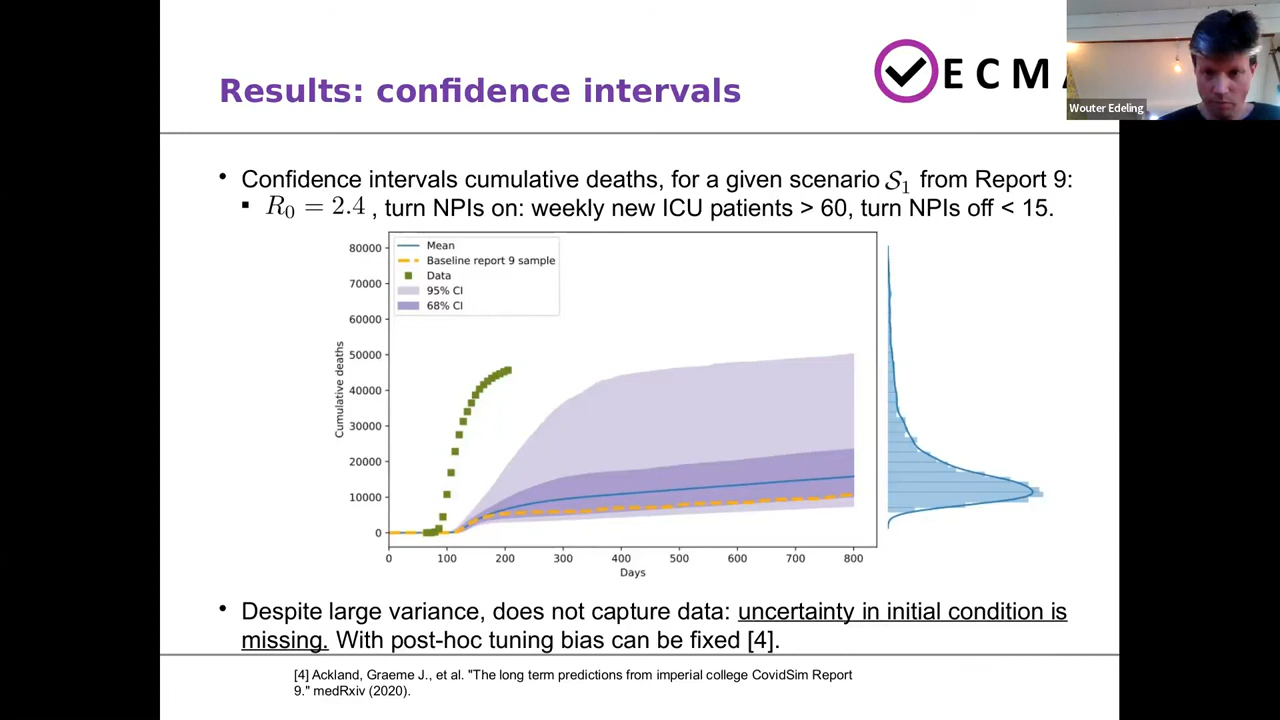 Results: confidence intervals
ECMA
Wouter Edeling
• Confidence intervals cumulative deaths, for a given scenario 𝒮₁ from Report 9:
▪ R₀ = 2.4 , turn NPIs on: weekly new ICU patients > 60, turn NPIs off < 15.
Mean
Baseline report 9 sample
Data
95% CI
68% CI
Cumulative deaths
80000
70000
60000
50000
40000
30000
20000
10000
0
0 100 200 300 400 500 600 700 800
Days
• Despite large variance, does not capture data: uncertainty in initial condition is
missing. With post-hoc tuning bias can be fixed [4].
[4] Ackland, Graeme J., et al. "The long term predictions from imperial college CovidSim Report
9." medRxiv (2020).